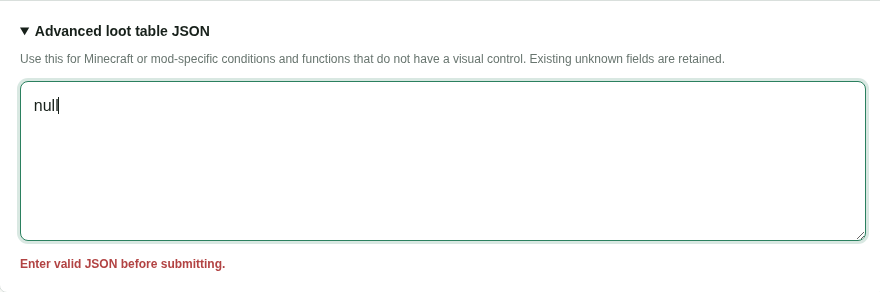 ▼ Advanced loot table JSON
Use this for Minecraft or mod-specific conditions and functions that do not have a visual control. Existing unknown fields are retained.
null
Enter valid JSON before submitting.